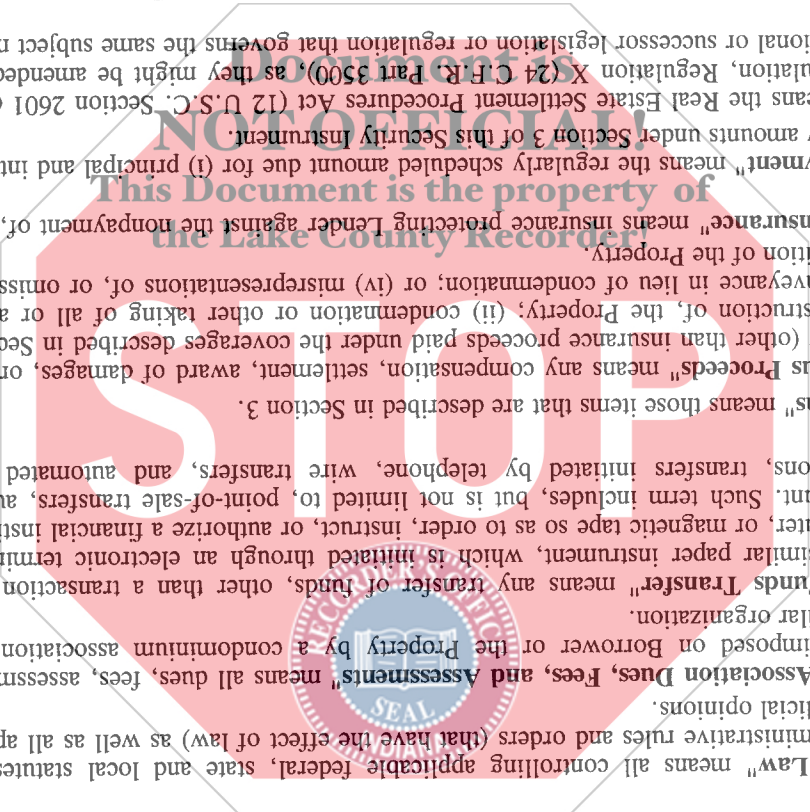 Document is
NOT OFFICIAL!
This Document is the property of
the Lake County Recorder!
STOP
RECORDER'S OFFICE
SEAL
INDIANA
Law" means all controlling applicable federal, state and local statutes
ministrative rules and orders (that have the effect of law) as well as all ap
dicial opinions.
Association Dues, Fees, and Assessments" means all dues, fees, assessm
imposed on Borrower or the Property by a condominium association
lar organization.
unds Transfer" means any transfer of funds, other than a transaction
similar paper instrument, which is initiated through an electronic termin
ter, or magnetic tape so as to order, instruct, or authorize a financial insti
nt. Such term includes, but is not limited to, point-of-sale transfers, au
ons, transfers initiated by telephone, wire transfers, and automated
ns" means those items that are described in Section 3.
us Proceeds" means any compensation, settlement, award of damages, or
(other than insurance proceeds paid under the coverages described in Sec
struction of, the Property; (ii) condemnation or other taking of all or a
veyance in lieu of condemnation; or (iv) misrepresentations of, or omiss
ition of the Property.
nsurance" means insurance protecting Lender against the nonpayment of,
yment" means the regularly scheduled amount due for (i) principal and int
y amounts under Section 3 of this Security Instrument.
eans the Real Estate Settlement Procedures Act (12 U.S.C. Section 2601
ulation, Regulation X (24 C.F.R. Part 3500), as they might be amended
ional or successor legislation or regulation that governs the same subject m